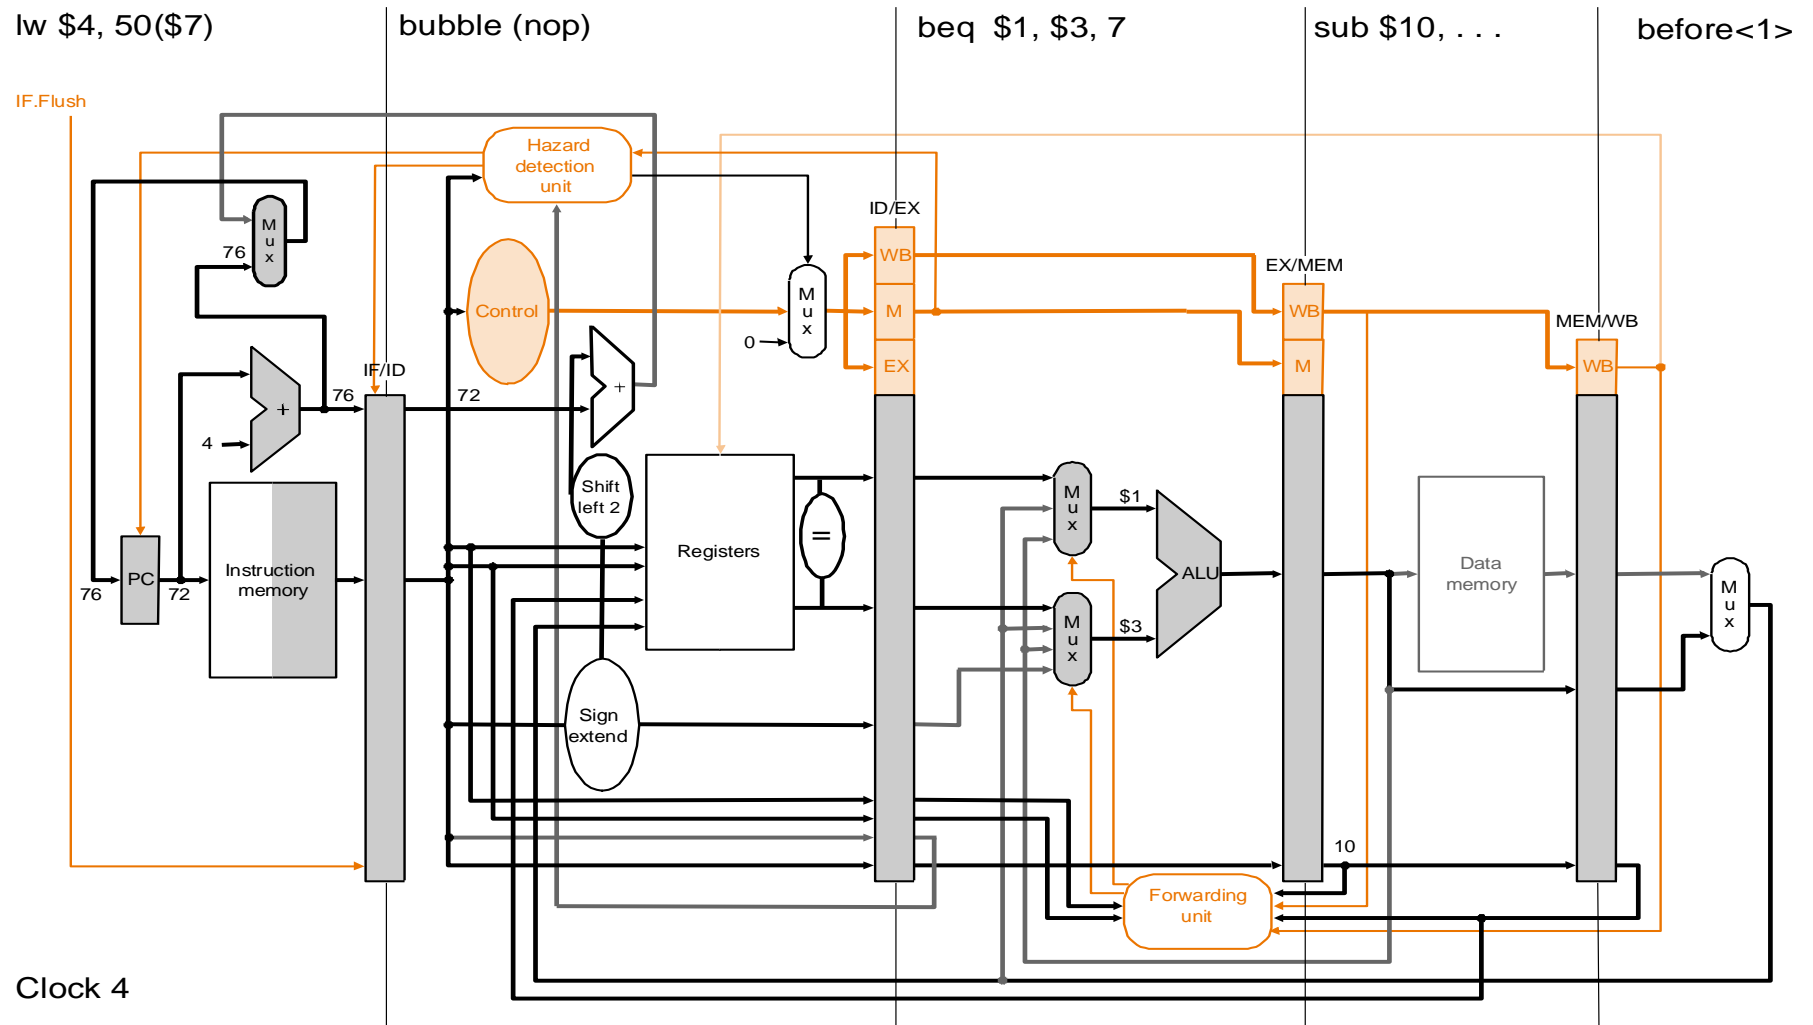 lw $4, 50($7)
bubble (nop)
beq $1, $3, 7
sub $10, . . .
before<1>
IF.Flush
Hazard
detection
unit
ID/EX
M
u
x
76
WB
EX/MEM
Control
M
u
x
M
WB
MEM/WB
0
EX
M
WB
IF/ID
76
72
+
+
4
Shift
left 2
M
u
x
$1
Registers
=
PC
Instruction
memory
ALU
Data
memory
M
u
x
76
72
M
u
x
$3
Sign
extend
10
Forwarding
unit
Clock 4